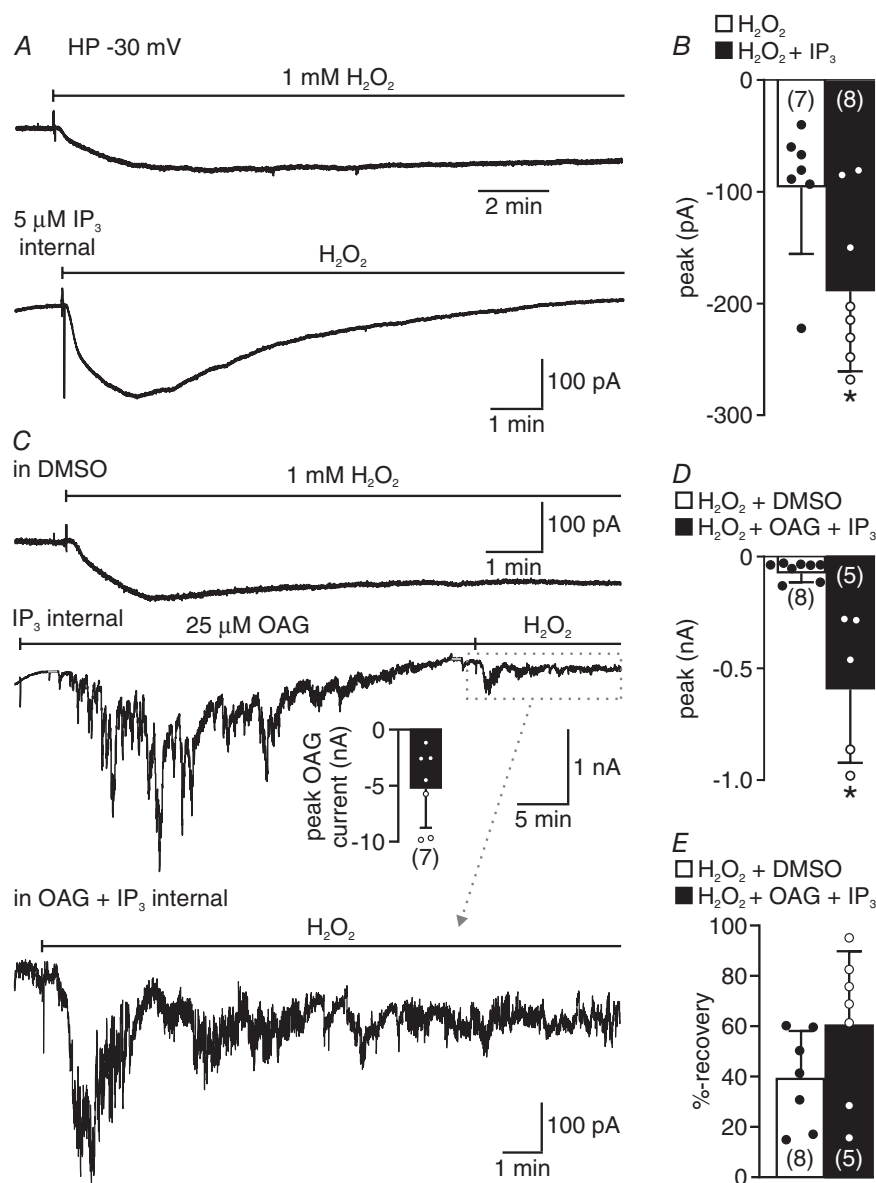 A HP -30 mV
1 mM H₂O₂
2 min
5 μM IP₃
internal
H₂O₂
100 pA
1 min
B
H₂O₂
H₂O₂ + IP₃
0
-100
-200
-300
peak (pA)
(7)
(8)
*
C
in DMSO
1 mM H₂O₂
100 pA
1 min
IP₃ internal
25 μM OAG
H₂O₂
peak OAG
current (nA)
0
-5
-10
(7)
1 nA
5 min
in OAG + IP₃ internal
H₂O₂
100 pA
1 min
D
H₂O₂ + DMSO
H₂O₂ + OAG + IP₃
0
-0.5
-1.0
peak (nA)
(8)
(5)
*
E
H₂O₂ + DMSO
H₂O₂ + OAG + IP₃
100
80
60
40
20
0
%-recovery
(8)
(5)